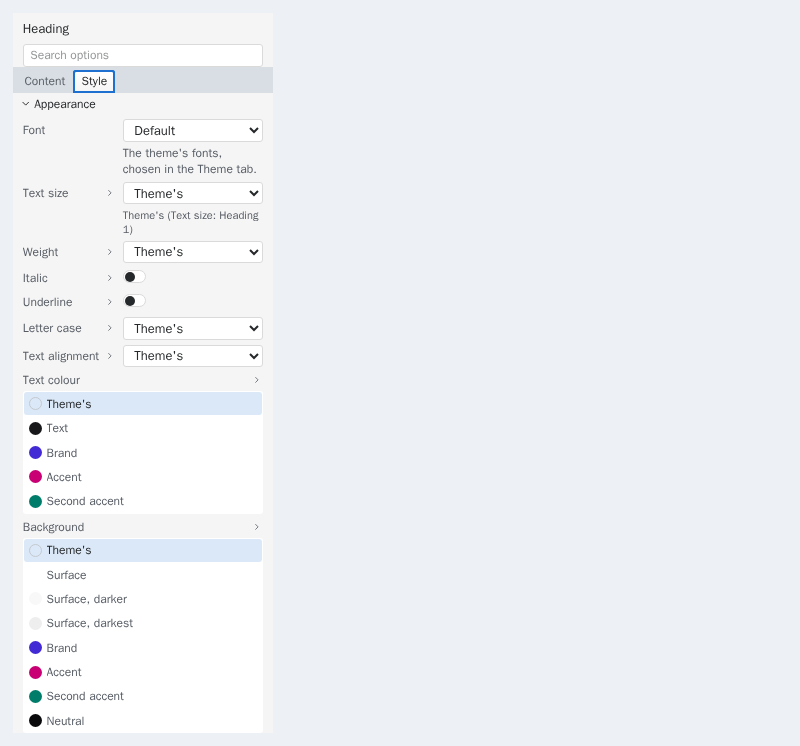 Heading
Search options
Content Style
Appearance
Font Default
The theme's fonts,
chosen in the Theme tab.
Text size Theme's
Theme's (Text size: Heading
1)
Weight Theme's
Italic
Underline
Letter case Theme's
Text alignment Theme's
Text colour
Theme's
Text
Brand
Accent
Second accent
Background
Theme's
Surface
Surface, darker
Surface, darkest
Brand
Accent
Second accent
Neutral